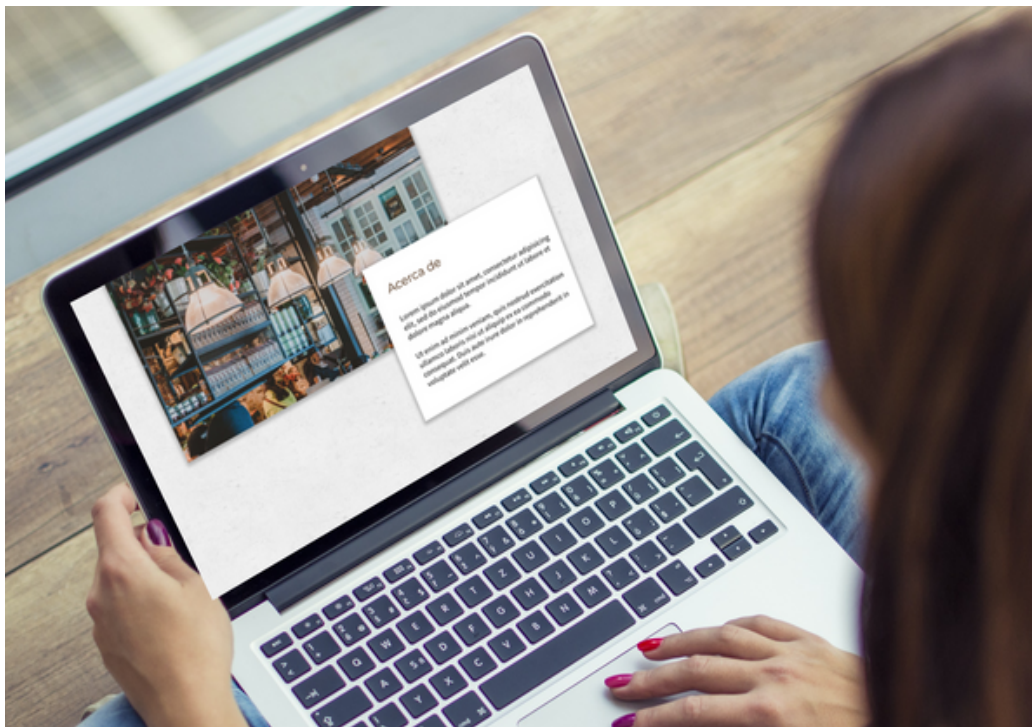 Acerca de
Lorem ipsum dolor sit amet, consectetur adipisicing
elit, sed do eiusmod tempor incididunt ut labore et
dolore magna aliqua.
Ut enim ad minim veniam, quis nostrud exercitation
ullamco laboris nisi ut aliquip ex ea commodo
consequat. Duis aute irure dolor in reprehenderit in
voluptate velit esse.
Q W E R T Z U I O P
A S D F G H J K L
Y X C V B N M